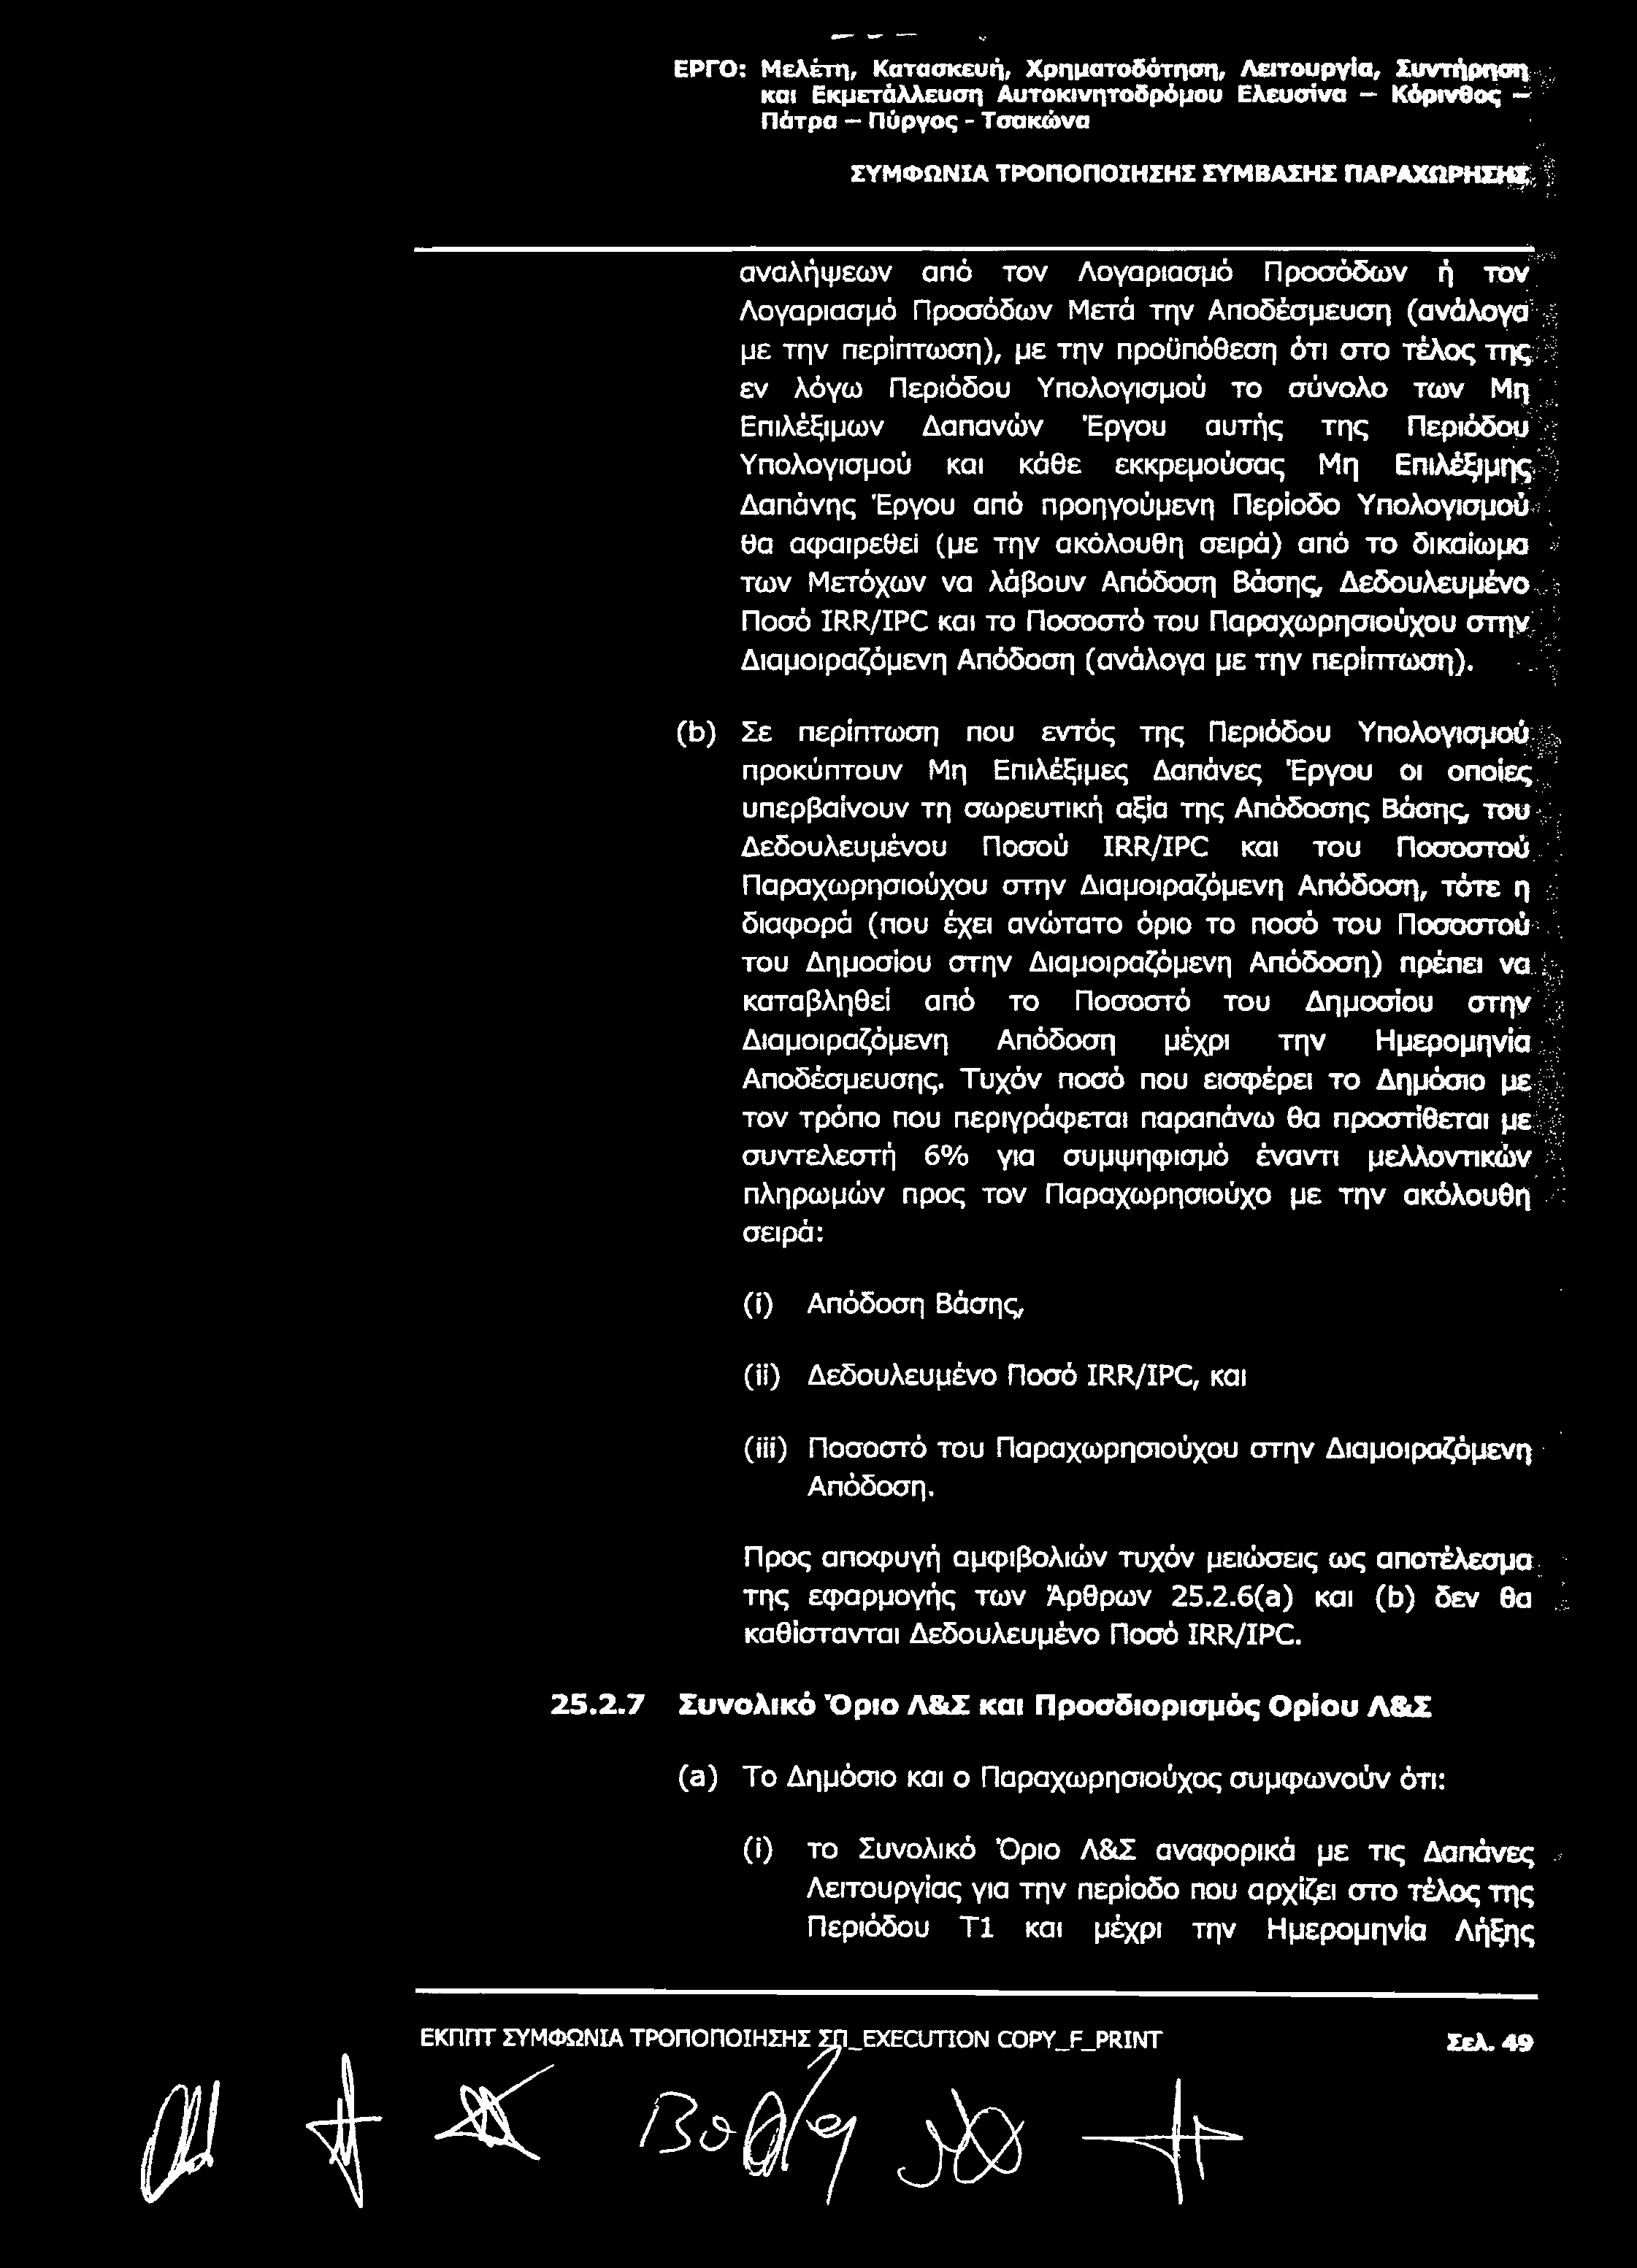 ΕΡΓΟ: Μελέτη, Κατασκευή, Χρηματοδότηση, Λειτουργία, Συντήρηση
και Εκμετάλλευση Αυτοκινητοδρόμου Ελευσίνα – Κόρινθος –
Πάτρα – Πύργος - Τσακώνα
ΣΥΜΦΩΝΙΑ ΤΡΟΠΟΠΟΙΗΣΗΣ ΣΥΜΒΑΣΗΣ ΠΑΡΑΧΩΡΗΣΗΣ
αναλήψεων από τον Λογαριασμό Προσόδων ή τον
Λογαριασμό Προσόδων Μετά την Αποδέσμευση (ανάλογα
με την περίπτωση), με την προϋπόθεση ότι στο τέλος της
εν λόγω Περιόδου Υπολογισμού το σύνολο των Μη
Επιλέξιμων Δαπανών Έργου αυτής της Περιόδου
Υπολογισμού και κάθε εκκρεμούσας Μη Επιλέξιμης
Δαπάνης Έργου από προηγούμενη Περίοδο Υπολογισμού
θα αφαιρεθεί (με την ακόλουθη σειρά) από το δικαίωμα
των Μετόχων να λάβουν Απόδοση Βάσης, Δεδουλευμένο
Ποσό IRR/IPC και το Ποσοστό του Παραχωρησιούχου στην
Διαμοιραζόμενη Απόδοση (ανάλογα με την περίπτωση).
(b) Σε περίπτωση που εντός της Περιόδου Υπολογισμού
προκύπτουν Μη Επιλέξιμες Δαπάνες Έργου οι οποίες
υπερβαίνουν τη σωρευτική αξία της Απόδοσης Βάσης, του
Δεδουλευμένου Ποσού IRR/IPC και του Ποσοστού
Παραχωρησιούχου στην Διαμοιραζόμενη Απόδοση, τότε η
διαφορά (που έχει ανώτατο όριο το ποσό του Ποσοστού
του Δημοσίου στην Διαμοιραζόμενη Απόδοση) πρέπει να
καταβληθεί από το Ποσοστό του Δημοσίου στην
Διαμοιραζόμενη Απόδοση μέχρι την Ημερομηνία
Αποδέσμευσης. Τυχόν ποσό που εισφέρει το Δημόσιο με
τον τρόπο που περιγράφεται παραπάνω θα προστίθεται με
συντελεστή 6% για συμψηφισμό έναντι μελλοντικών
πληρωμών προς τον Παραχωρησιούχο με την ακόλουθη
σειρά:
(i) Απόδοση Βάσης,
(ii) Δεδουλευμένο Ποσό IRR/IPC, και
(iii) Ποσοστό του Παραχωρησιούχου στην Διαμοιραζόμενη
Απόδοση.
Προς αποφυγή αμφιβολιών τυχόν μειώσεις ως αποτέλεσμα
της εφαρμογής των Άρθρων 25.2.6(a) και (b) δεν θα
καθίστανται Δεδουλευμένο Ποσό IRR/IPC.
25.2.7 Συνολικό Όριο Λ&Σ και Προσδιορισμός Ορίου Λ&Σ
(a) Το Δημόσιο και ο Παραχωρησιούχος συμφωνούν ότι:
(i) το Συνολικό Όριο Λ&Σ αναφορικά με τις Δαπάνες
Λειτουργίας για την περίοδο που αρχίζει στο τέλος της
Περιόδου Τ1 και μέχρι την Ημερομηνία Λήξης
ΕΚΠΠΤ ΣΥΜΦΩΝΙΑ ΤΡΟΠΟΠΟΙΗΣΗΣ ΣΠ_EXECUTION COPY_F_PRINT Σελ. 49